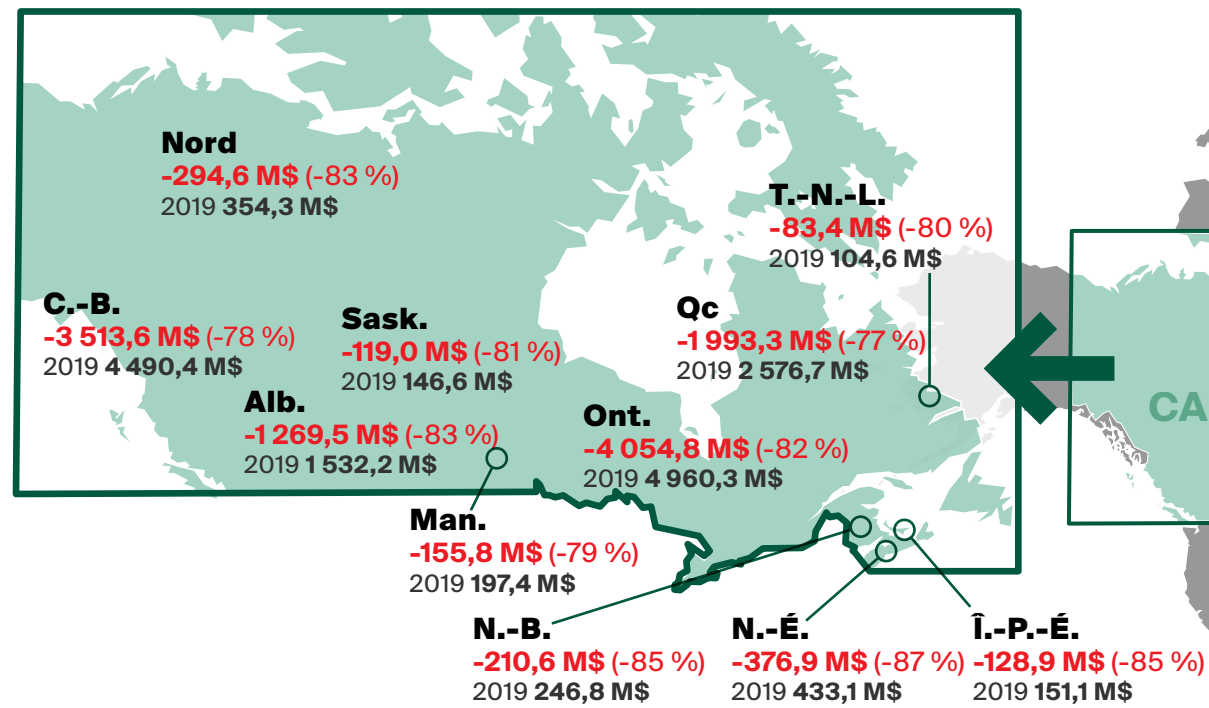 Nord
-294,6 M$ (-83 %)
2019 354,3 M$
T.-N.-L.
-83,4 M$ (-80 %)
2019 104,6 M$
C.-B.
-3 513,6 M$ (-78 %)
2019 4 490,4 M$
Sask.
-119,0 M$ (-81 %)
2019 146,6 M$
Qc
-1 993,3 M$ (-77 %)
2019 2 576,7 M$
Alb.
-1 269,5 M$ (-83 %)
2019 1 532,2 M$
Ont.
-4 054,8 M$ (-82 %)
2019 4 960,3 M$
CA
Man.
-155,8 M$ (-79 %)
2019 197,4 M$
N.-B.
-210,6 M$ (-85 %)
2019 246,8 M$
N.-É.
-376,9 M$ (-87 %)
2019 433,1 M$
Î.-P.-É.
-128,9 M$ (-85 %)
2019 151,1 M$